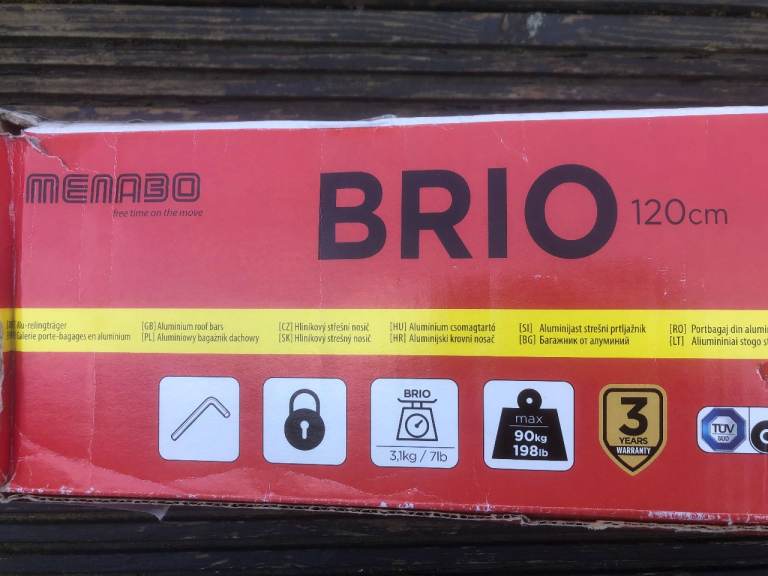 MENABO
free time on the move
BRIO 120cm
Alu-relingträger
Galerie porte-bagages en aluminium
[GB] Aluminium roof bars
[PL] Aluminiowy bagażnik dachowy
[CZ] Hliníkový střešní nosič
[SK] Hliníkový strešný nosič
[HU] Alumínium csomagtartó
[HR] Aluminijski krovni nosač
[SI] Aluminijast strešni prtljažnik
[BG] Багажник от алуминий
[RO] Portbagaj din
[LT] Aliumininiai stogo
BRIO
3,1kg / 7lb
max
90kg
198lb
3
YEARS
WARRANTY
TÜV
SÜD